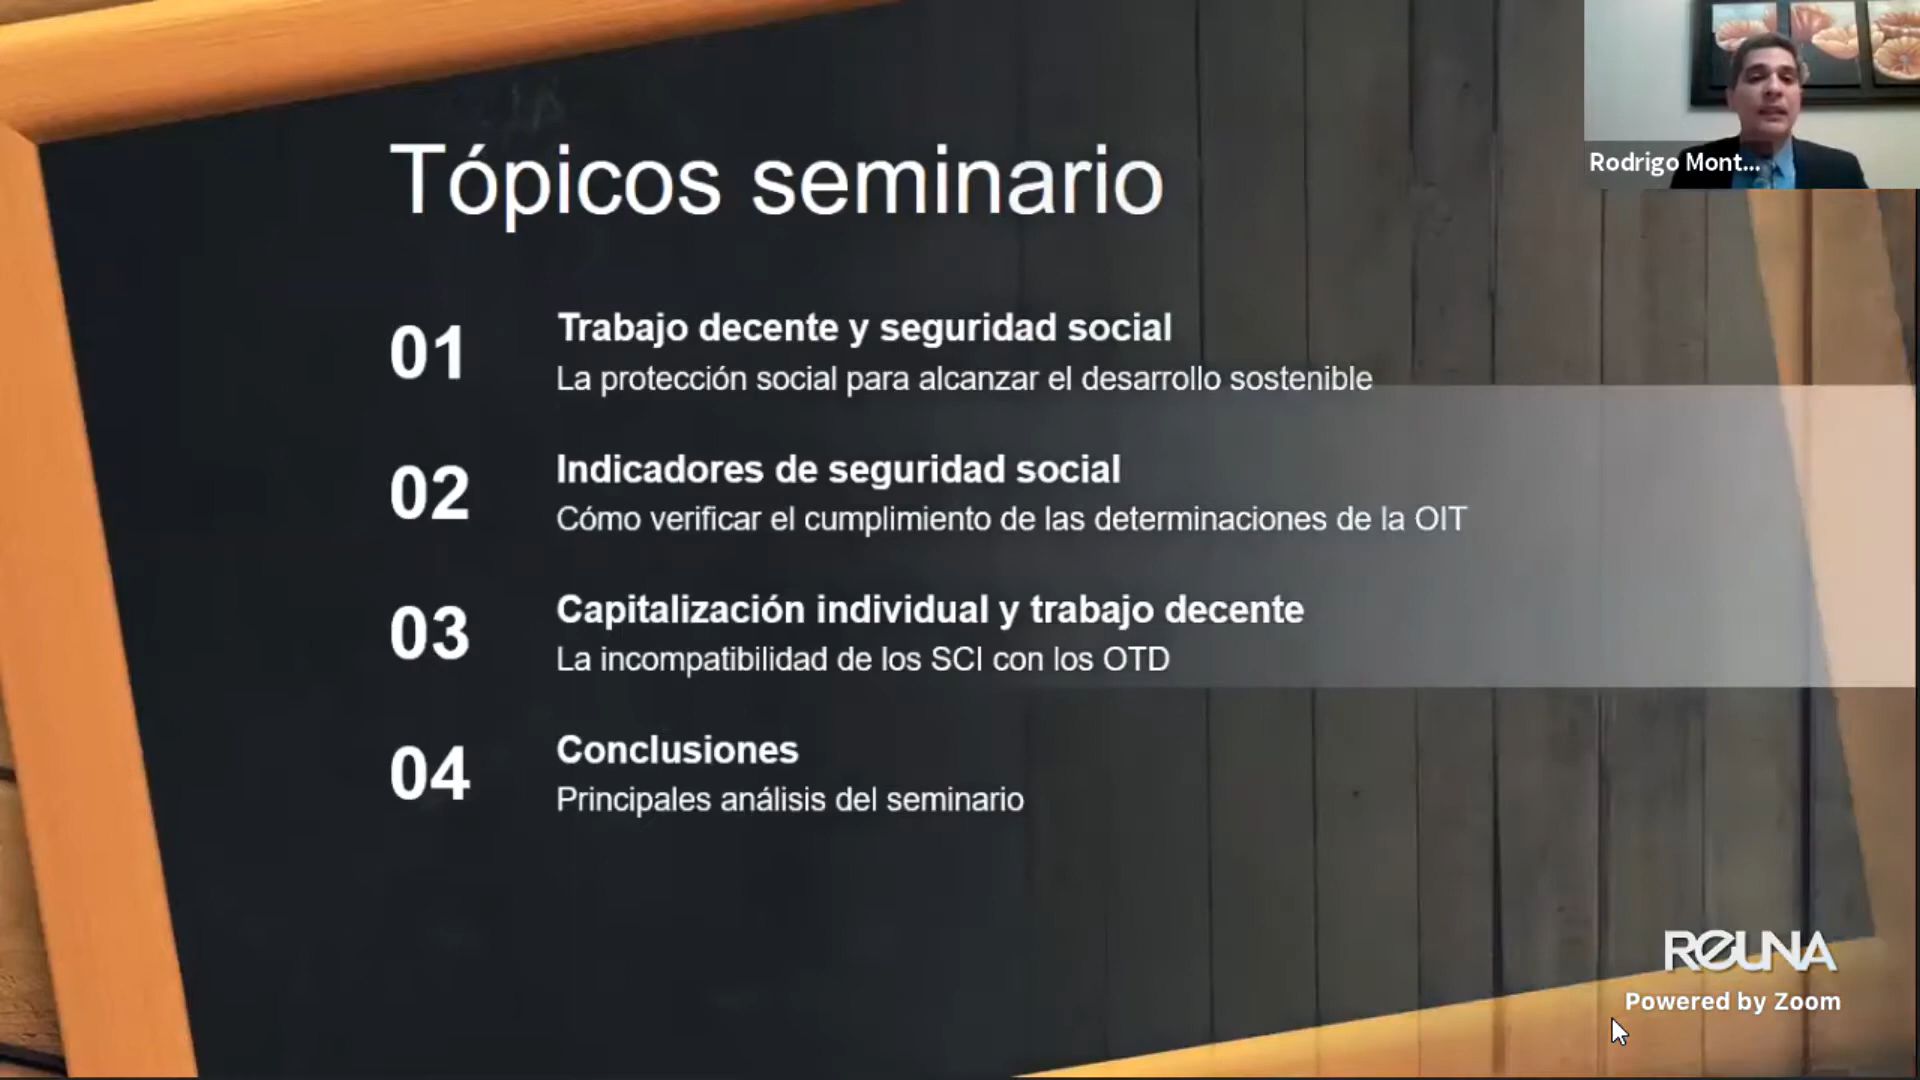 Tópicos seminario
Rodrigo Mont...
01
Trabajo decente y seguridad social
La protección social para alcanzar el desarrollo sostenible
02
Indicadores de seguridad social
Cómo verificar el cumplimiento de las determinaciones de la OIT
03
Capitalización individual y trabajo decente
La incompatibilidad de los SCI con los OTD
04
Conclusiones
Principales análisis del seminario
REUNA
Powered by Zoom